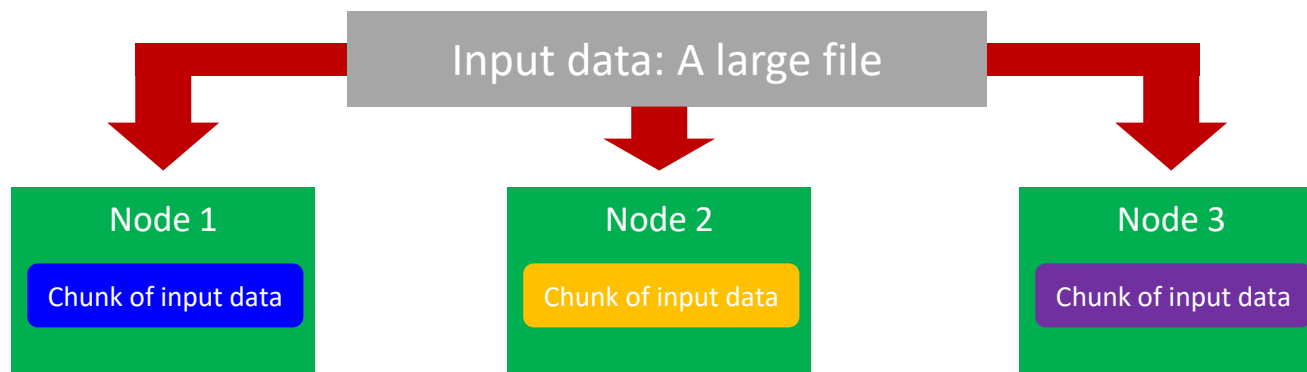 Input data: A large file
Node 1
Node 2
Node 3
Chunk of input data
Chunk of input data
Chunk of input data